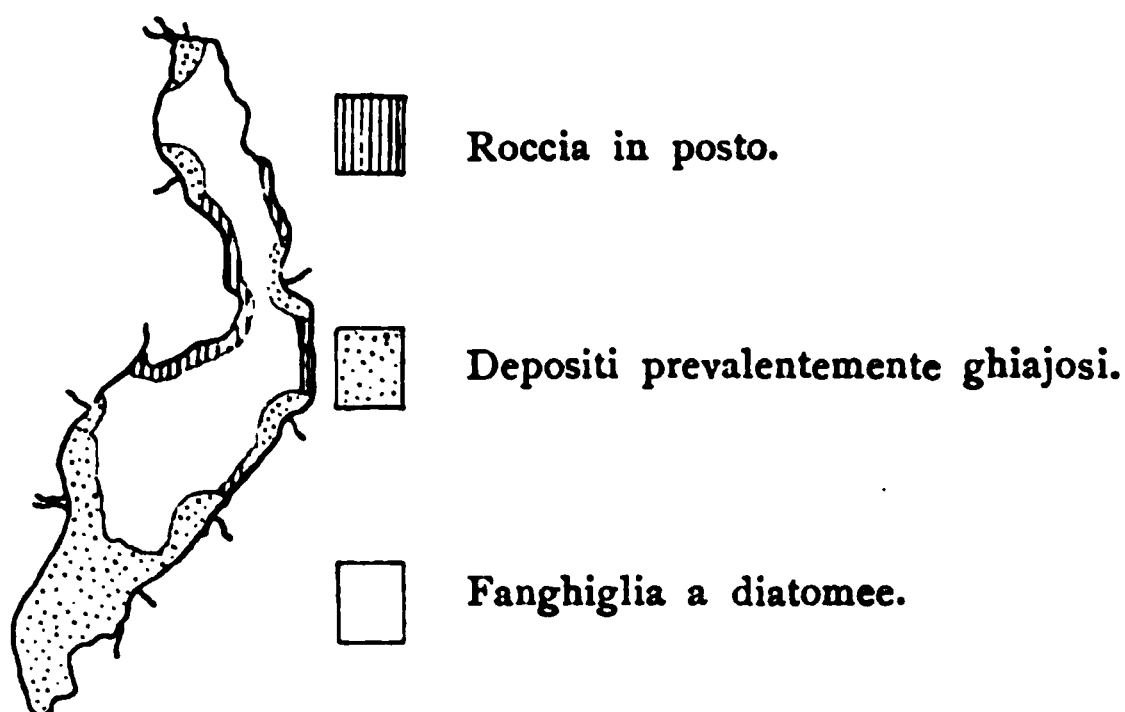 Roccia in posto.
Depositi prevalentemente ghiajosi.
Fanghiglia a diatomee.